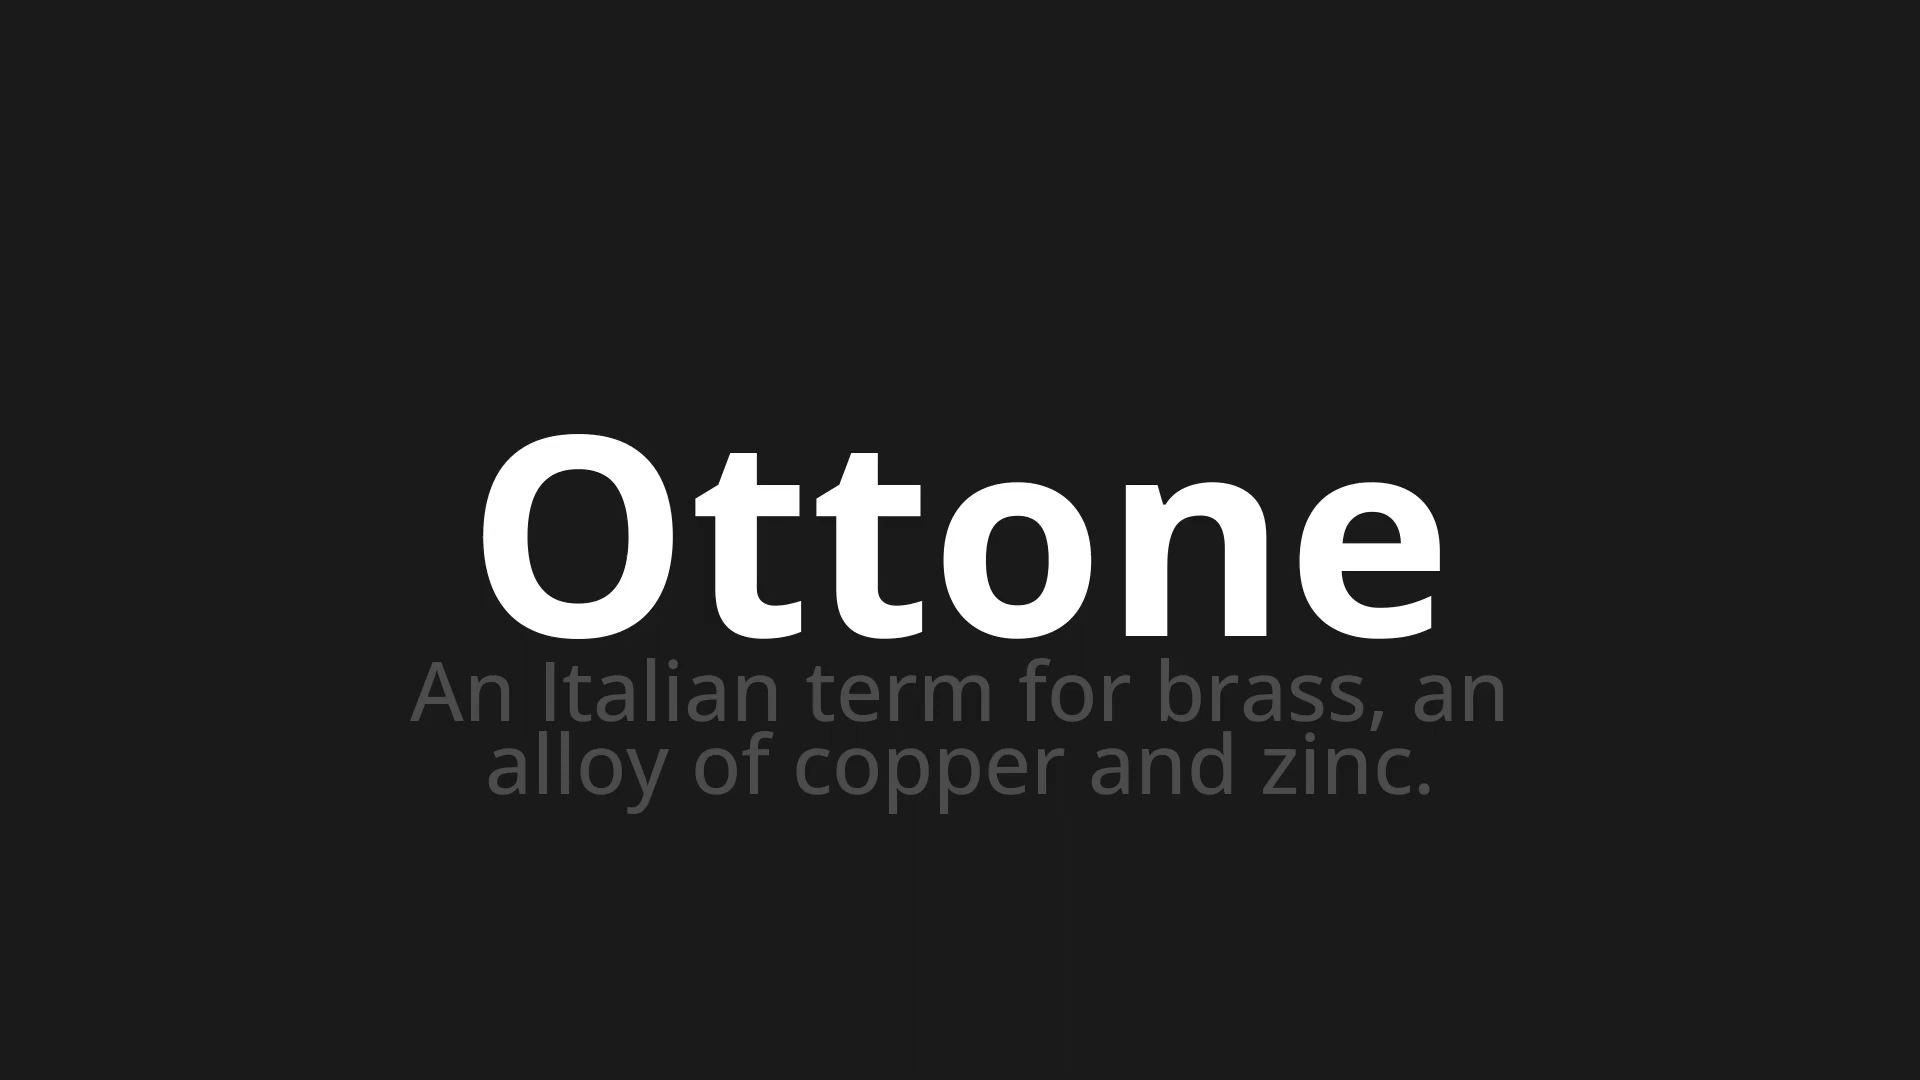 Ottone
An Italian term for brass, an
alloy of copper and zinc.